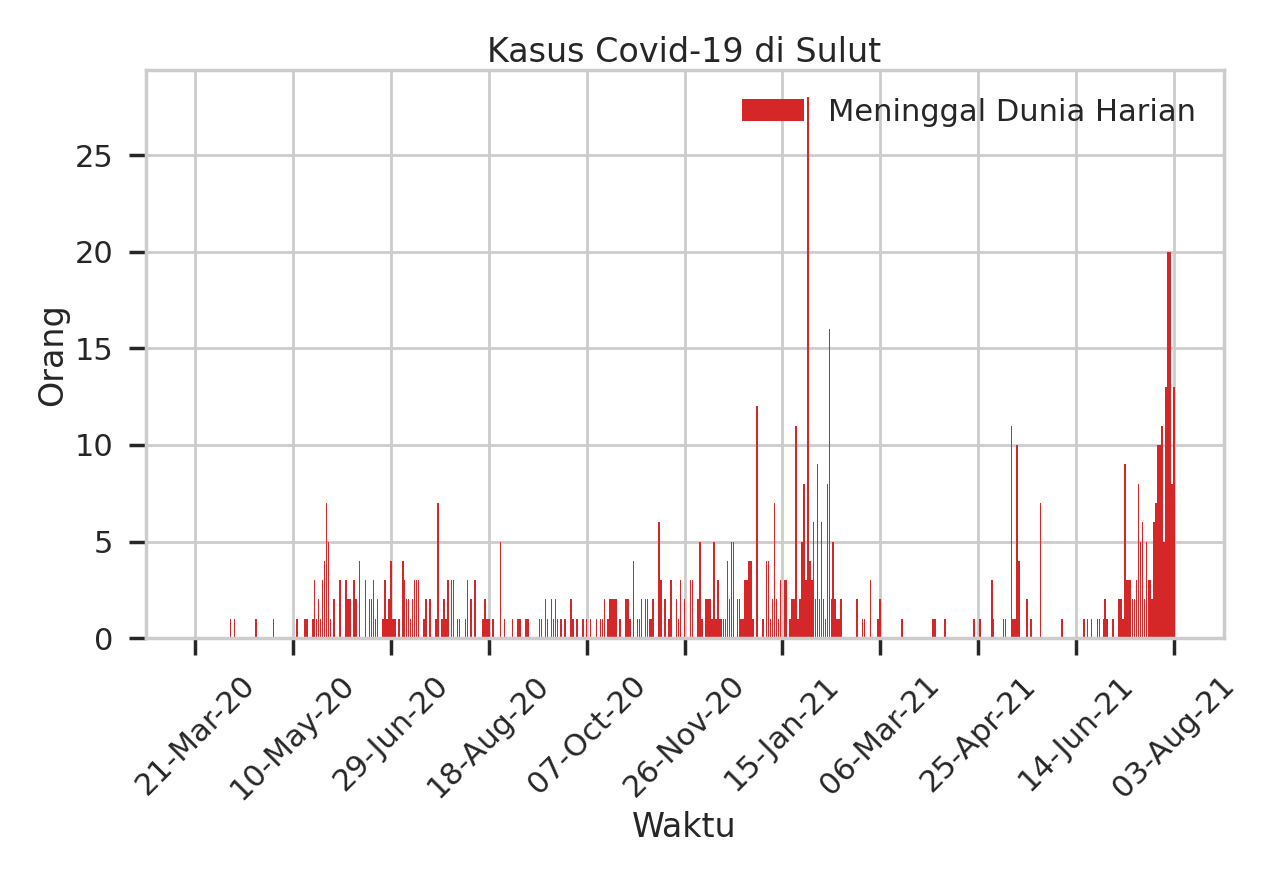 Kasus Covid-19 di Sulut
Meninggal Dunia Harian
Orang
25
20
15
10
5
0
21-Mar-20
10-May-20
29-Jun-20
18-Aug-20
07-Oct-20
26-Nov-20
15-Jan-21
06-Mar-21
25-Apr-21
14-Jun-21
03-Aug-21
Waktu